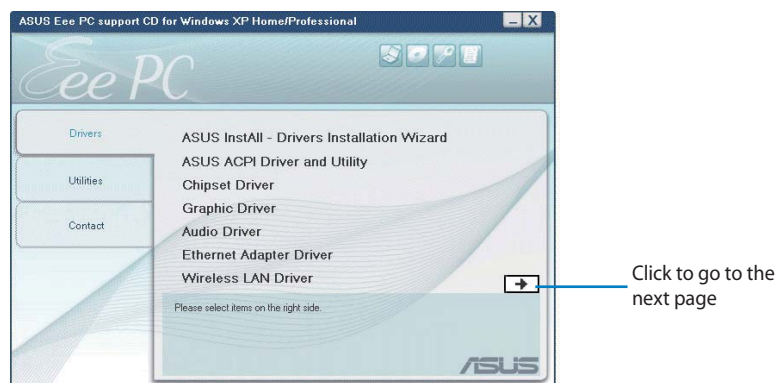 ASUS Eee PC support CD for Windows XP Home/Professional
Eee PC
Drivers
Utilities
Contact
ASUS InstAll - Drivers Installation Wizard
ASUS ACPI Driver and Utility
Chipset Driver
Graphic Driver
Audio Driver
Ethernet Adapter Driver
Wireless LAN Driver
Please select items on the right side.
ASUS
Click to go to the
next page